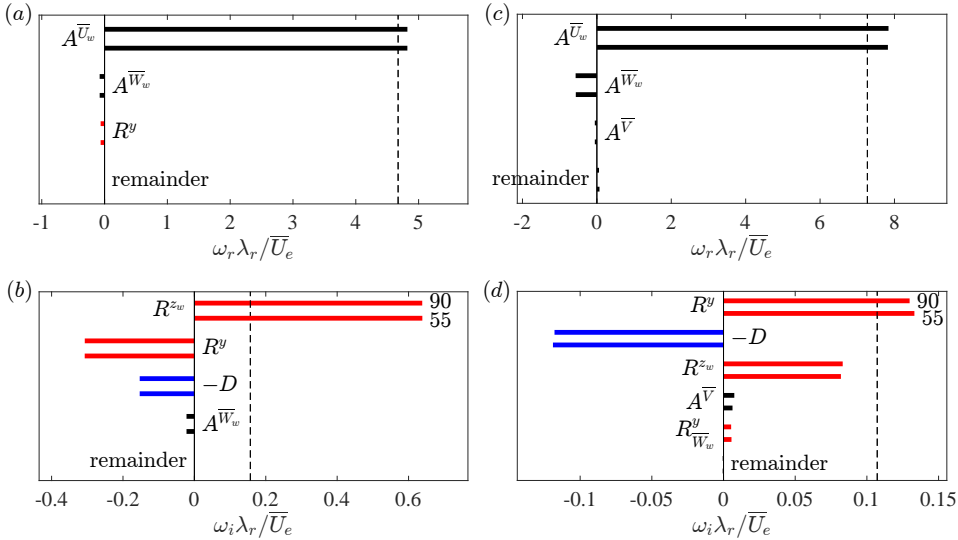 (a)
A^{\overline{U}_w}
A^{\overline{W}_w}
R^y
remainder
-1 0 1 2 3 4 5
ω_r λ_r / \overline{U}_e
(c)
A^{\overline{U}_w}
A^{\overline{W}_w}
A^{\overline{V}}
remainder
-2 0 2 4 6 8
ω_r λ_r / \overline{U}_e
(b)
R^{z_w} 90
55
R^y
−D
A^{\overline{W}_w}
remainder
-0.4 -0.2 0 0.2 0.4 0.6
ω_i λ_r / \overline{U}_e
(d)
R^y 90
55
−D
R^{z_w}
A^{\overline{V}}
R^y_{\overline{W}_w}
remainder
-0.1 -0.05 0 0.05 0.1 0.15
ω_i λ_r / \overline{U}_e